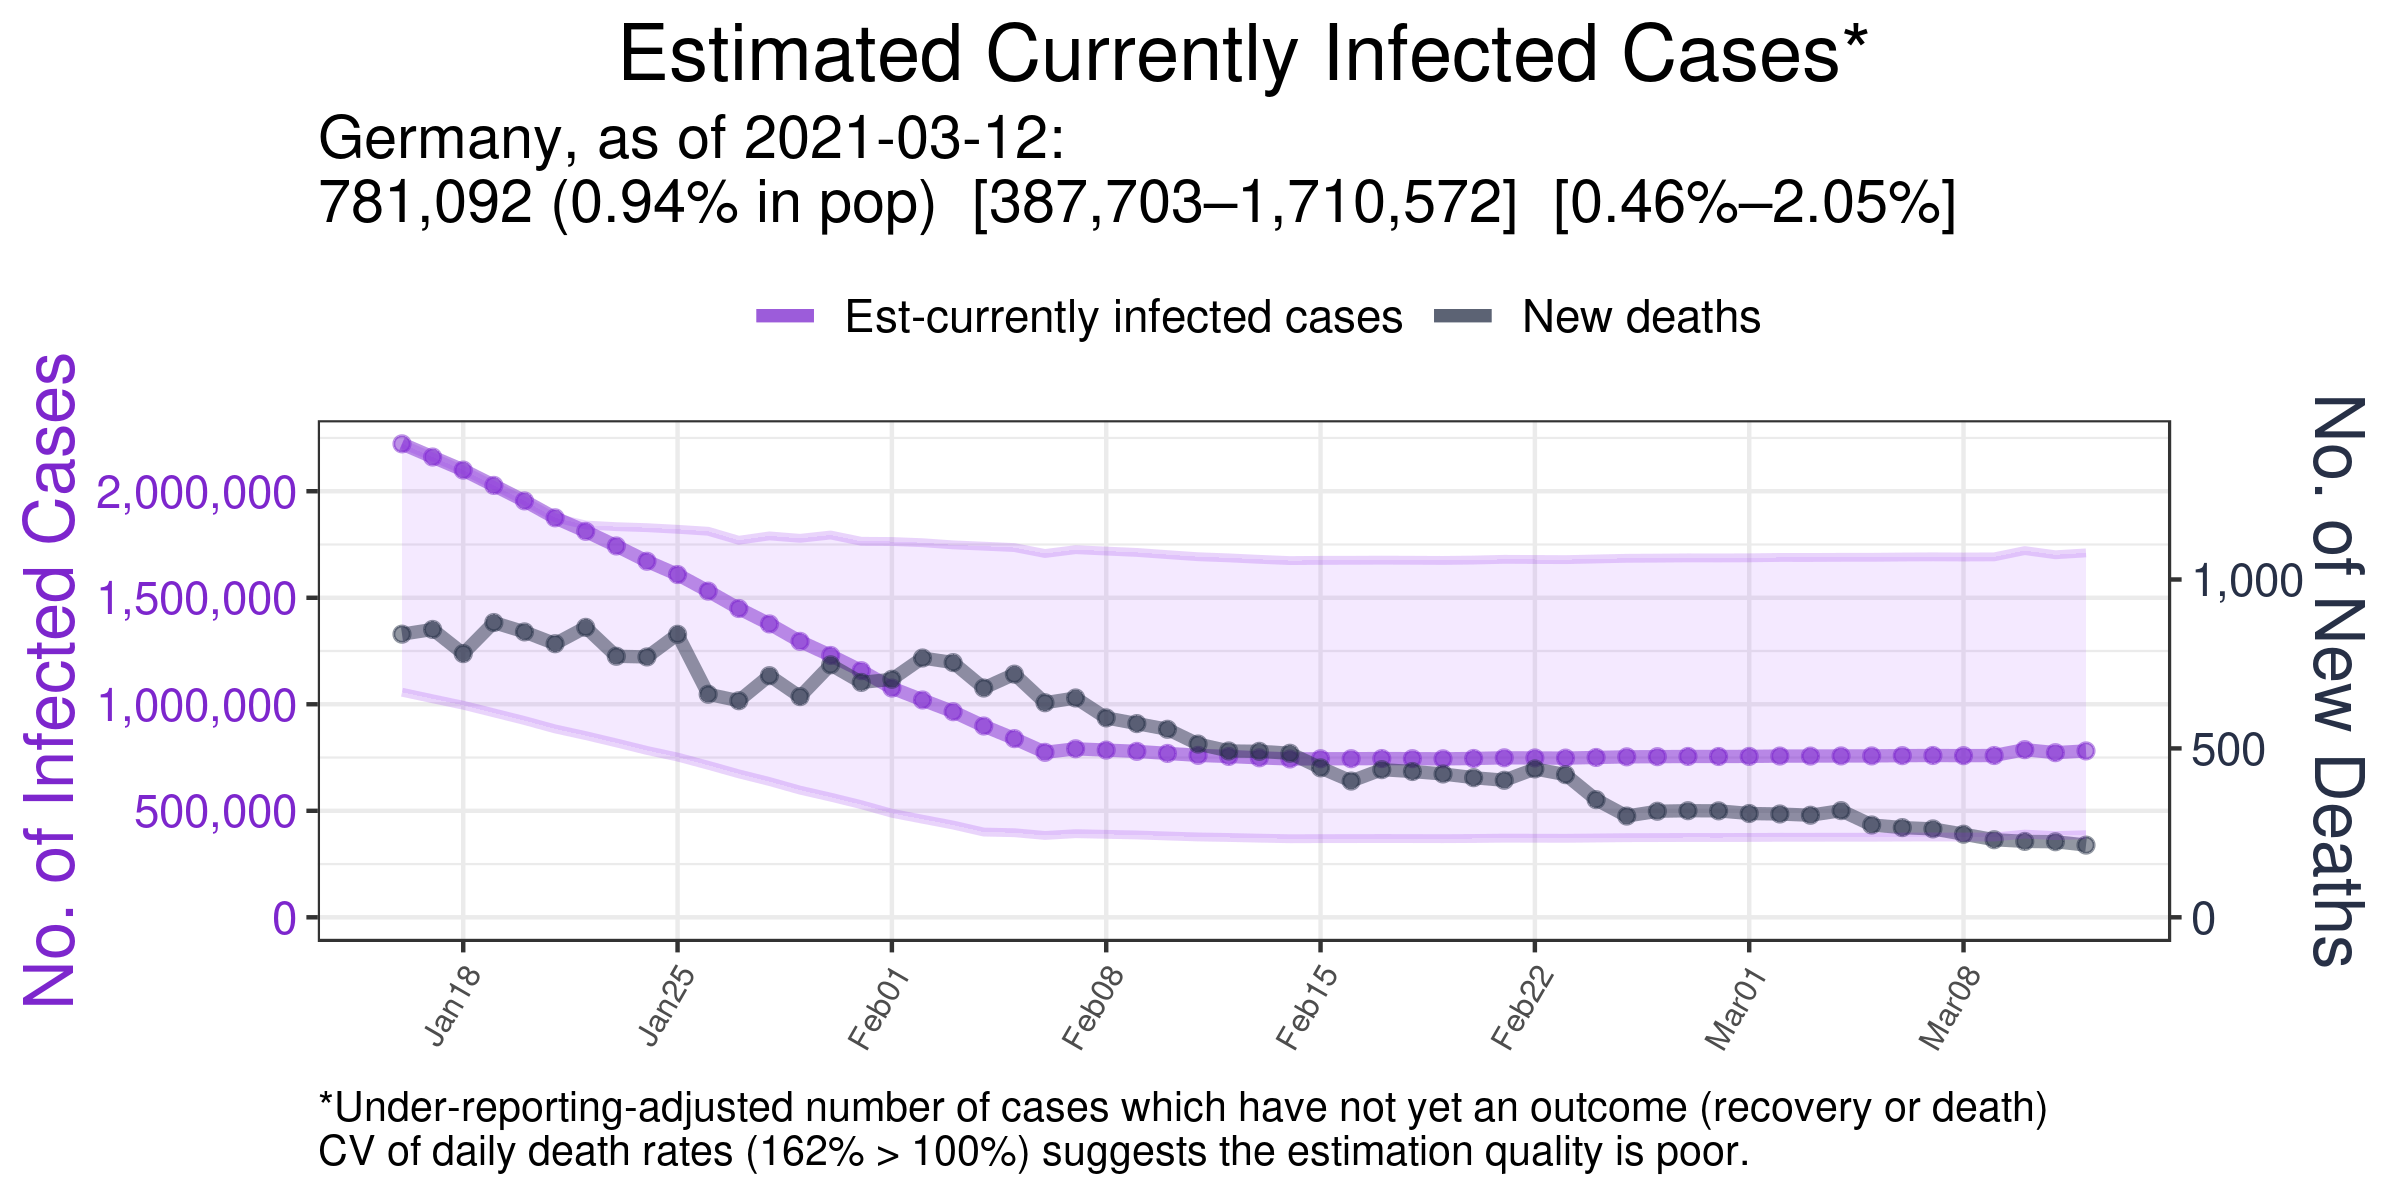 Estimated Currently Infected Cases*
Germany, as of 2021-03-12:
781,092 (0.94% in pop)  [387,703–1,710,572]  [0.46%–2.05%]
Est-currently infected cases
New deaths
No. of Infected Cases
2,000,000
1,500,000
1,000,000
500,000
0
No. of New Deaths
1,000
500
0
Jan18
Jan25
Feb01
Feb08
Feb15
Feb22
Mar01
Mar08
*Under-reporting-adjusted number of cases which have not yet an outcome (recovery or death)
CV of daily death rates (162% > 100%) suggests the estimation quality is poor.